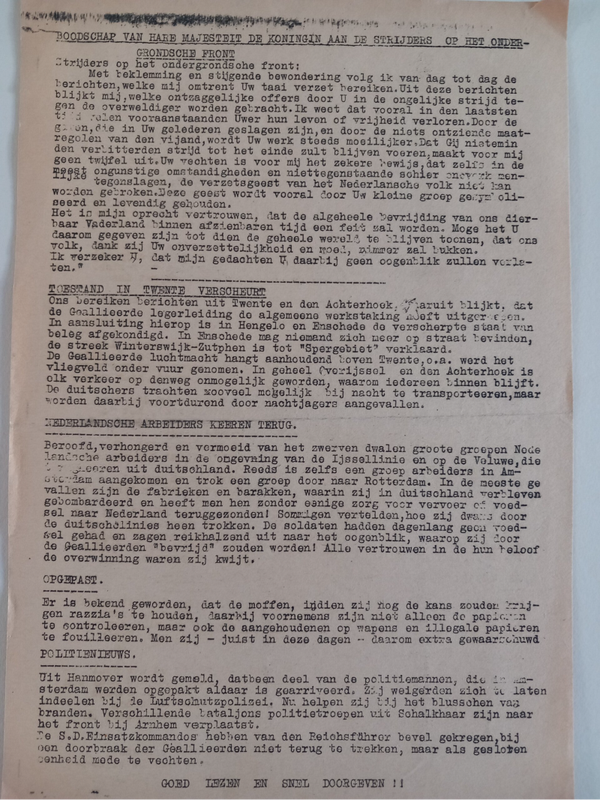 BOODSCHAP VAN HARE MAJESTEIT DE KONINGIN AAN DE STRIJDERS OP HET ONDER-
GRONDSCHE FRONT
Strijders op het ondergrondsche front:
Met beklemming en stijgende bewondering volg ik van dag tot dag de
berichten,welke mij omtrent Uw taai verzet bereiken.Uit deze berichten
blijkt mij,welke ontzaggelijke offers door U in de ongelijke strijd te-
gen de overweldiger worden gebracht.Ik weet dat vooral in den laatsten
tijd velen vooraanstaanden Uwer hun leven of vrijheid verloren.Door de
die in Uw gelederen geslagen zijn,en door de niets ontziende maat-
regelen van den vijand,wordt Uw werk steeds moeilijker.Dat Gij nietemin
den verbitterden strijd tot het einde zult blijven voeren,maakt voor mij
geen twijfel uit.Uw vechten is voor mij het zekere bewijs,dat zelfs in de
meest ongunstige omstandigheden en niettegenstaande schier
lijke tegenslagen, de verzetsgeest van het Nederlansche volk niet kan
worden gebroken.Deze geest wordt vooral door Uw kleine groep gesymboli-
seerd en levendig gehouden.
Het is mijn oprecht vertrouwen, dat de algeheele bevrijding van ons dier-
baar Vaderland binnen afzienbaren tijd een feit zal worden. Moge het U
daarom gegeven zijn tot dien de geheele wereld te blijven toonen, dat ons
volk, dank zij Uw onverzettelijkheid en moed, nimmer zal bukken.
Ik verzeker U, dat mijn gedachten U daarbij geen oogenblik zullen verla-
ten."
TOESTAND IN TWENTE VERSCHEURT
Ons bereiken berichten uit Twente en den Achterhoek, waaruit blijkt, dat
de Geallieerde legerleiding de algemeene werkstaking heeft uitgeroepen.
In aansluiting hierop is in Hengelo en Enschede de verscherpte staat van
beleg afgekondigd. In Enschede mag niemand zich meer op straat bevinden,
de streek Winterswijk-Zutphen is tot "Spergebiet" verklaard.
De Geallieerde luchtmacht hangt aanhoudend boven Twente,o.a. werd het
vliegveld onder vuur genomen. In geheel Overijssel en den Achterhoek is
elk verkeer op denweg onmogelijk geworden, waarom iedereen binnen blijft.
De duitschers trachten zooveel mogelijk bij nacht te transporteeren,maar
worden daarbij voortdurend door nachtjagers aangevallen.
NEDERLANDSCHE ARBEIDERS KEEREN TERUG.
Beroofd,verhongerd en vermoeid van het zwerven dwalen groote groepen Nede
landsche arbeiders in de omgeving van de IJssellinie en op de Veluwe,die
uit duitschland. Reeds is zelfs een groep arbeiders in Am-
sterdam aangekomen en trok een groep door naar Rotterdam. In de meeste ge
vallen zijn de fabrieken en barakken, waarin zij in duitschland verbleven
gebombardeerd en heeft men hen zonder eenige zorg voor vervoer of voed-
sel naar Nederland teruggezonden! Sommigen vertelden,hoe zij dwars door
de duitschelinies heen trokken. De soldaten hadden dagenlang geen voed-
sel gehad en zagen reikhalzend uit naar het oogenblik, waarop zij door
de Geallieerden "bevrijd" zouden worden! Alle vertrouwen in de hun beloof
de overwinning waren zij kwijt.
OPGEPAST.
Er is bekend geworden, dat de moffen, indien zij nog de kans zouden krij-
gen razzia's te houden, daarbij voornemens zijn niet alleen de papieren
te controleeren, maar ook de aangehoudenen op wapens en illegale papieren
te fouilleeren. Men zij - juist in deze dagen - daarom extra gewaarschuwd
POLITIENIEUWS.
Uit Hannover wordt gemeld, datbeen deel van de politiemannen, die in Am-
sterdam werden opgepakt aldaar is gearriveerd. Zij weigerden zich te laten
indeelen bij de Luftschutzpolizei. Nu helpen zij bij het blusschen van
branden. Verschillende bataljons politietroepen uit Schalkhaar zijn naar
het front bij Arnhem verplaatst.
De S.D.Einsatzkommandos hebben van den Reichsführer bevel gekregen,bij
een doorbraak der Geallieerden niet terug te trekken, maar als gesloten
eenheid mede te vechten.
GOED LEZEN EN SNEL DOORGEVEN !!